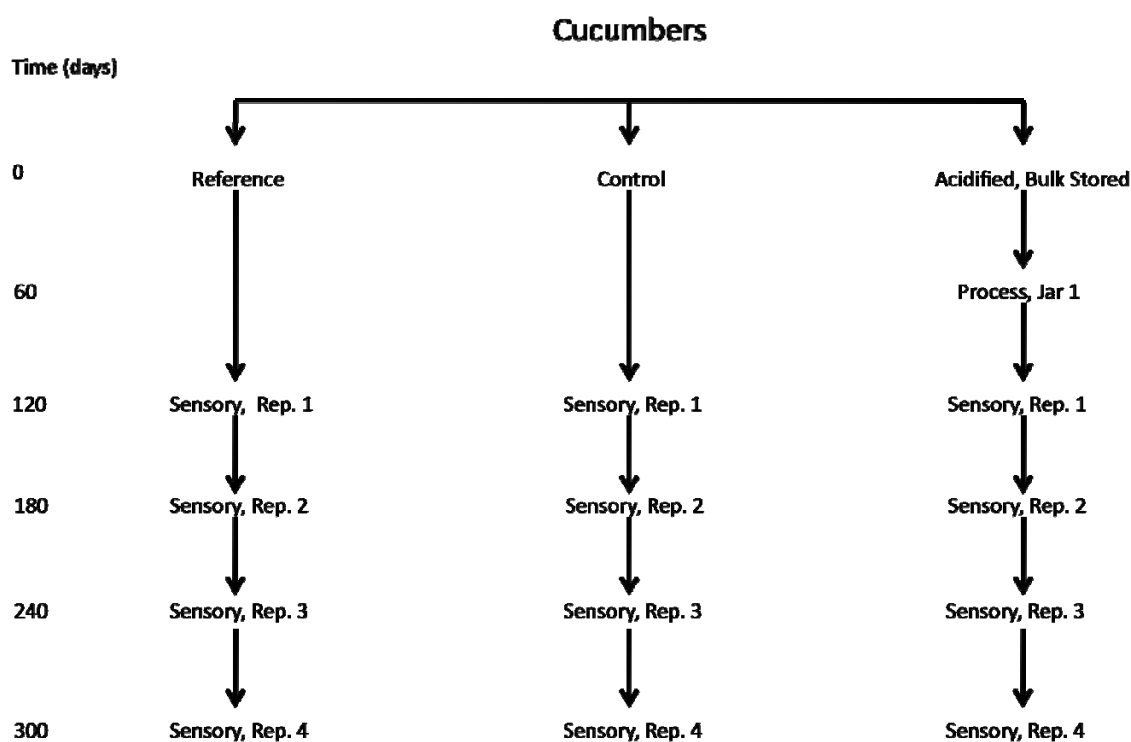 Cucumbers
Time (days)
0 Reference Control Acidified, Bulk Stored
60 Process, Jar 1
120 Sensory, Rep. 1 Sensory, Rep. 1 Sensory, Rep. 1
180 Sensory, Rep. 2 Sensory, Rep. 2 Sensory, Rep. 2
240 Sensory, Rep. 3 Sensory, Rep. 3 Sensory, Rep. 3
300 Sensory, Rep. 4 Sensory, Rep. 4 Sensory, Rep. 4